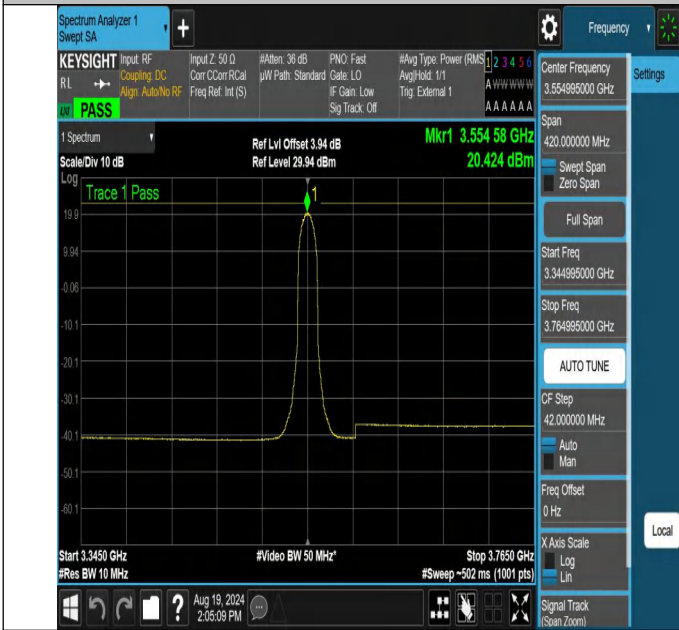 Spectrum Analyzer 1
Swept SA
+
Frequency
KEYSIGHT
RL
PASS
Input: RF
Coupling: DC
Align: Auto/No RF
Input Z: 50 Ω
Corr CCorr RCal
Freq Ref: Int (S)
#Atten: 36 dB
µW Path: Standard
PNO: Fast
Gate: LO
IF Gain: Low
Sig Track: Off
#Avg Type: Power (RMS
Avg|Hold: 1/1
Trig: External 1
1 2 3 4 5 6
A W W W W W
A A A A A A
1 Spectrum
Scale/Div 10 dB
Log
Ref Lvl Offset 3.94 dB
Ref Level 29.94 dBm
Mkr1 3.554 58 GHz
20.424 dBm
Trace 1 Pass
1
19.9
9.94
-0.06
-10.1
-20.1
-30.1
-40.1
-50.1
-60.1
Start 3.3450 GHz
#Res BW 10 MHz
#Video BW 50 MHz*
Stop 3.7650 GHz
#Sweep ~502 ms (1001 pts)
?
Aug 19, 2024
2:05:09 PM
Center Frequency
3.554995000 GHz
Span
420.000000 MHz
Swept Span
Zero Span
Full Span
Start Freq
3.344995000 GHz
Stop Freq
3.764995000 GHz
AUTO TUNE
CF Step
42.000000 MHz
Auto
Man
Freq Offset
0 Hz
X Axis Scale
Log
Lin
Signal Track
(Span Zoom)
Settings
Local